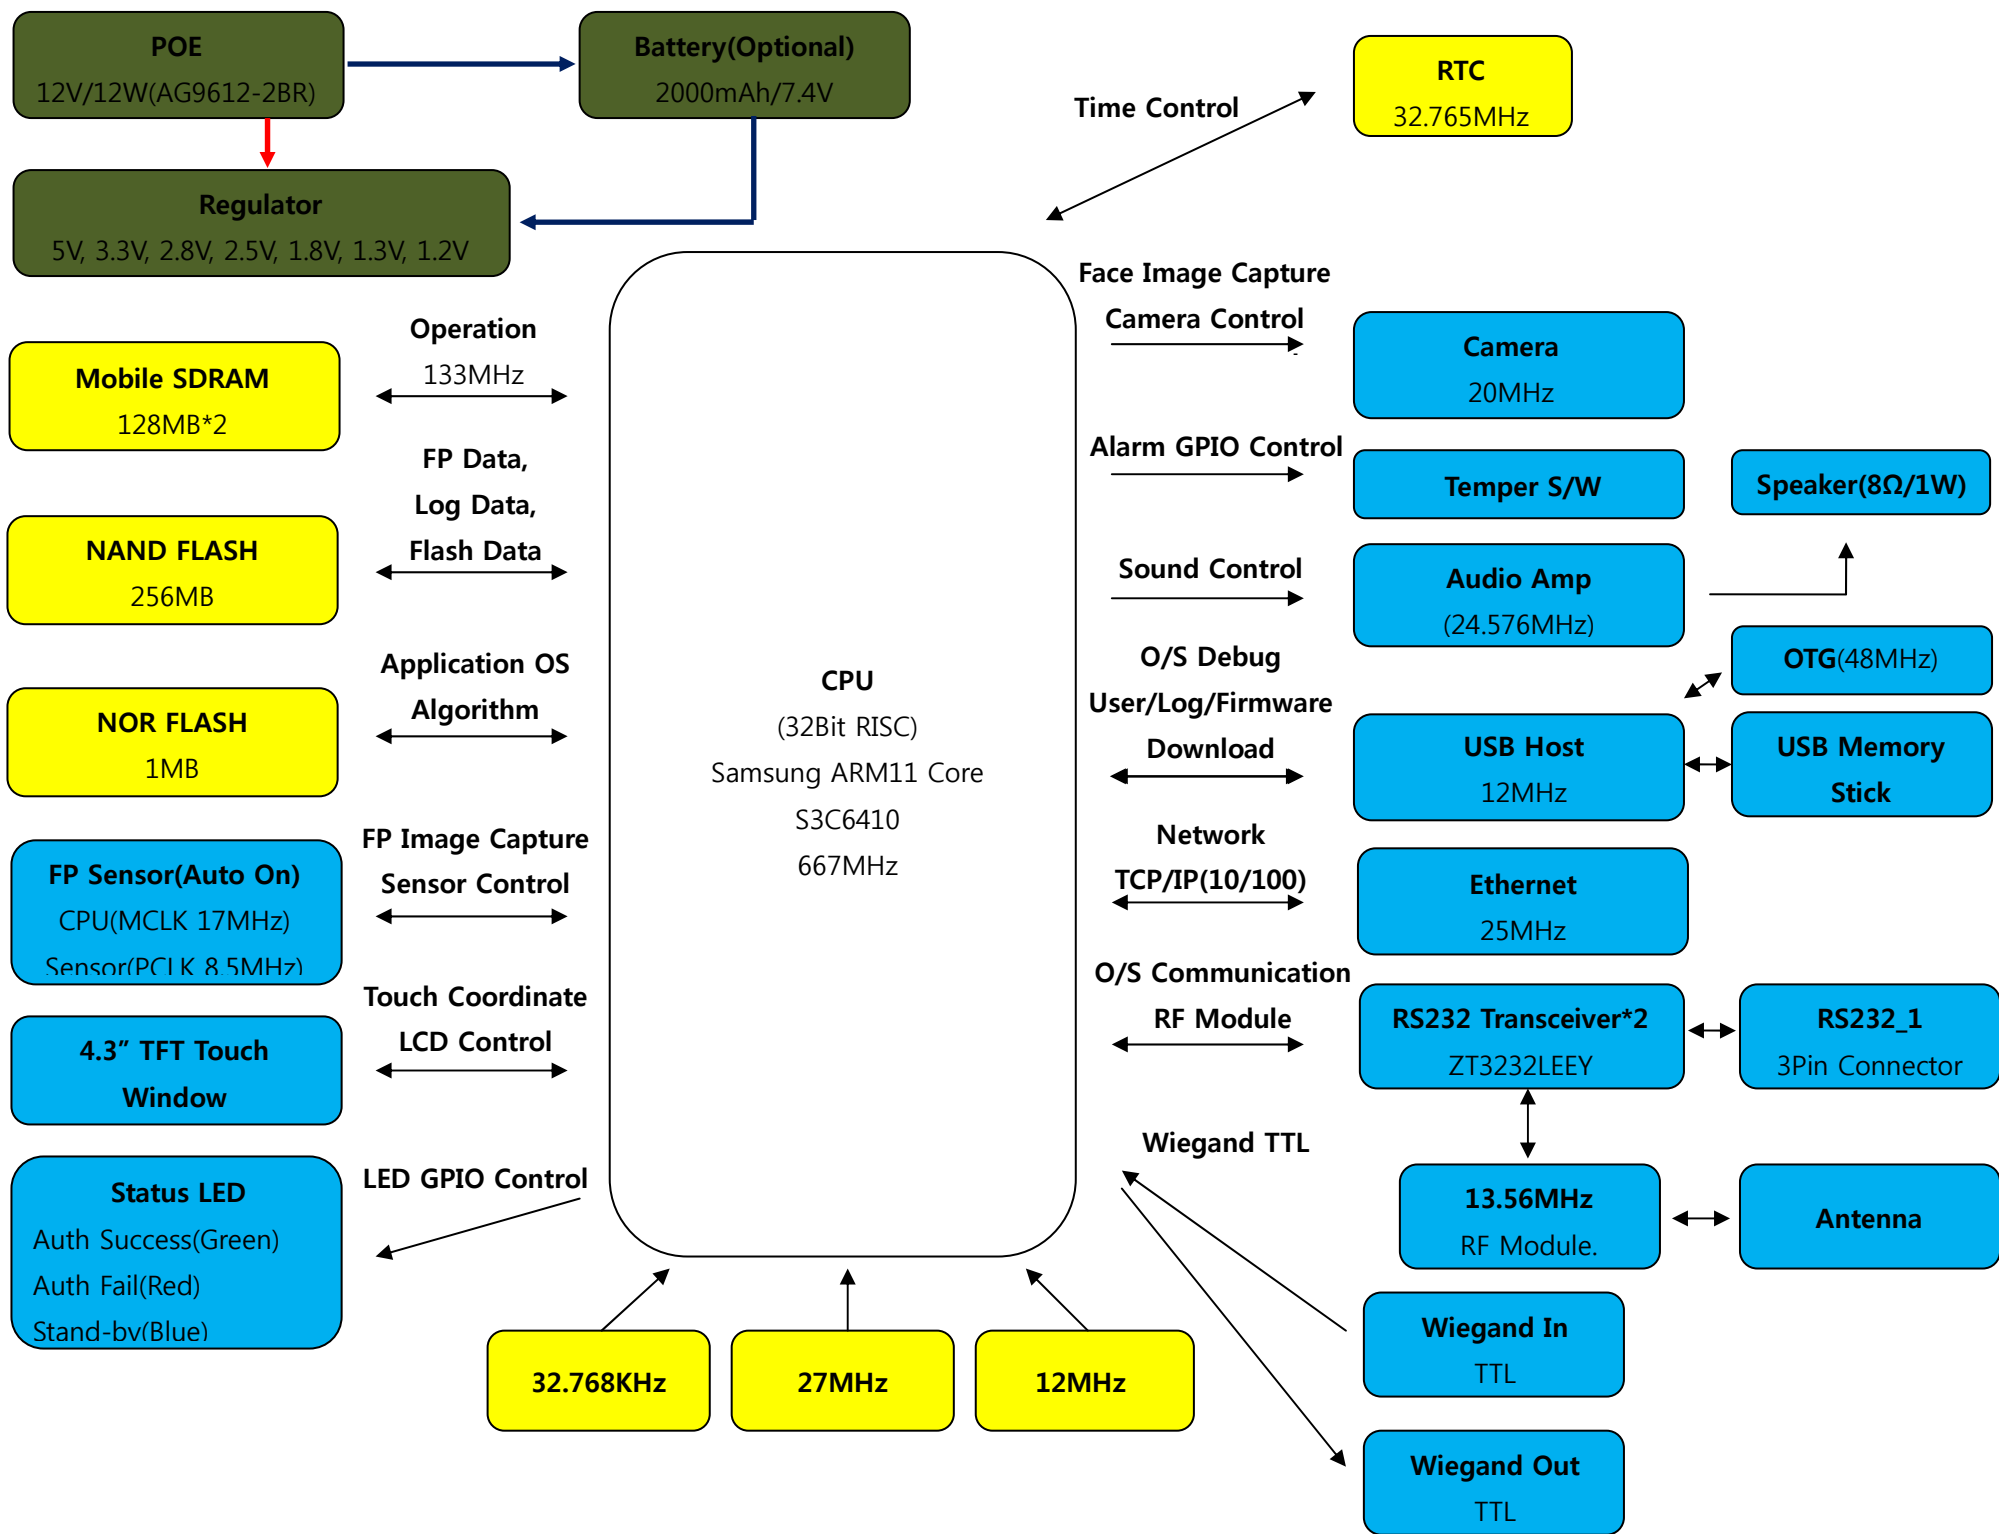 POE
12V/12W(AG9612-2BR)
Battery(Optional)
2000mAh/7.4V
RTC
32.765MHz
Time Control
Regulator
5V, 3.3V, 2.8V, 2.5V, 1.8V, 1.3V, 1.2V
Operation
133MHz
Mobile SDRAM
128MB*2
FP Data,
Log Data,
Flash Data
NAND FLASH
256MB
Application OS
Algorithm
NOR FLASH
1MB
FP Image Capture
Sensor Control
FP Sensor(Auto On)
CPU(MCLK 17MHz)
Sensor(PCLK 8.5MHz)
Touch Coordinate
LCD Control
4.3” TFT Touch
Window
LED GPIO Control
Status LED
Auth Success(Green)
Auth Fail(Red)
Stand-by(Blue)
CPU
(32Bit RISC)
Samsung ARM11 Core
S3C6410
667MHz
32.768KHz
27MHz
12MHz
Face Image Capture
Camera Control
Camera
20MHz
Alarm GPIO Control
Temper S/W
Speaker(8Ω/1W)
Sound Control
Audio Amp
(24.576MHz)
O/S Debug
User/Log/Firmware
Download
OTG(48MHz)
USB Host
12MHz
USB Memory
Stick
Network
TCP/IP(10/100)
Ethernet
25MHz
O/S Communication
RF Module
RS232 Transceiver*2
ZT3232LEEY
RS232_1
3Pin Connector
Wiegand TTL
13.56MHz
RF Module.
Antenna
Wiegand In
TTL
Wiegand Out
TTL